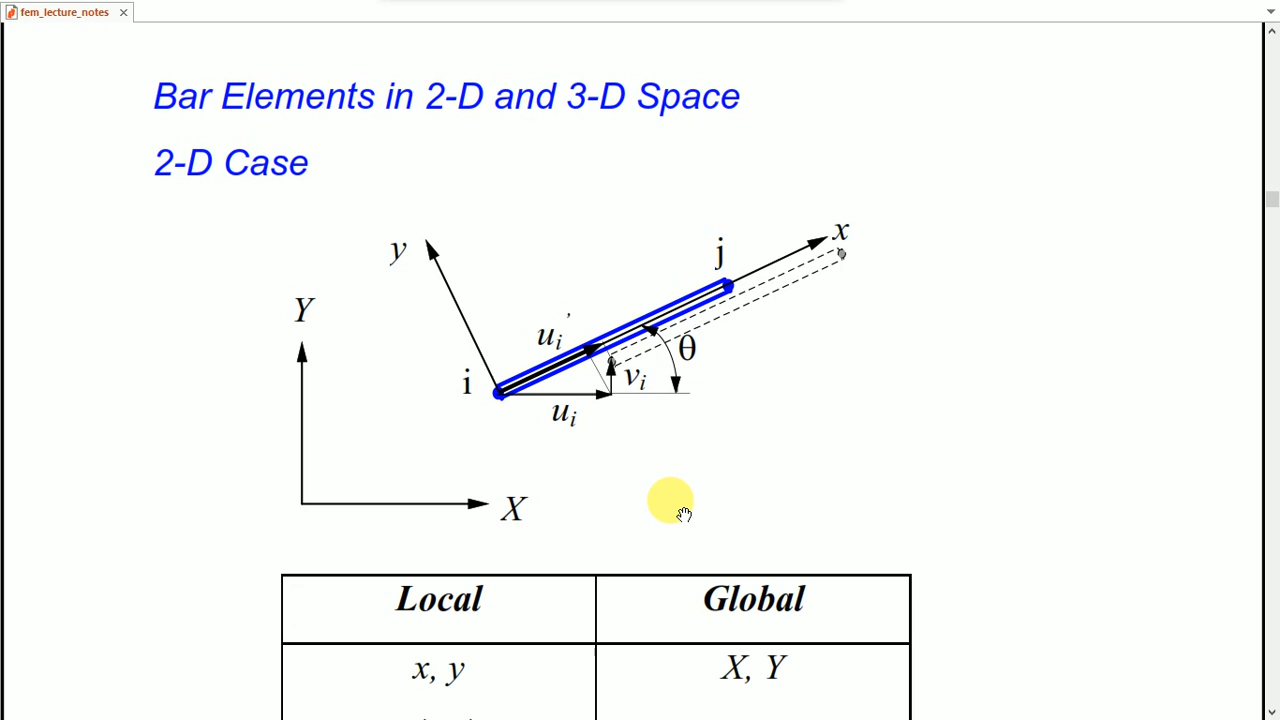 fem_lecture_notes
Bar Elements in 2-D and 3-D Space
2-D Case
x
y
j
Y
u_i'
θ
i
v_i
u_i
X
Local Global
x, y X, Y